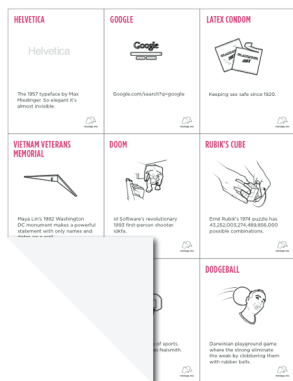 HELVETICA
Helvetica
The 1957 typeface by Max
Miedinger. So elegant it's
almost invisible.
GOOGLE
Google
Google.com/search?q=google
LATEX CONDOM
Keeping sex safe since 1920.
VIETNAM VETERANS
MEMORIAL
Maya Lin's 1982 Washington
DC monument makes a powerful
statement with only names and
DOOM
id Software's revolutionary
1993 first-person shooter.
Idkfa.
RUBIK'S CUBE
Ernő Rubik's 1974 puzzle has
43,252,003,274,489,856,000
possible combinations.
of sports.
Naismith
DODGEBALL
Darwinian playground game
where the strong eliminate
the weak by clobbering them
with rubber balls.